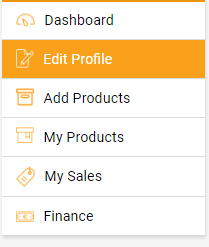 Dashboard
Edit Profile
Add Products
My Products
My Sales
Finance